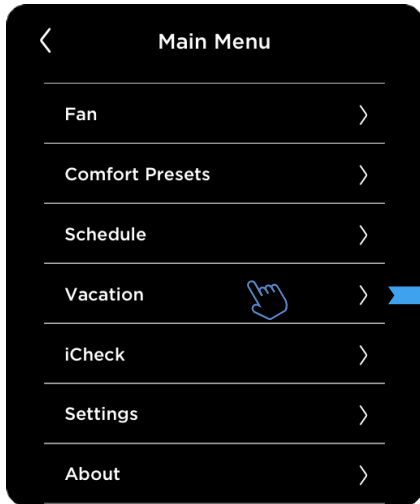 Main Menu
Fan
Comfort Presets
Schedule
Vacation
iCheck
Settings
About